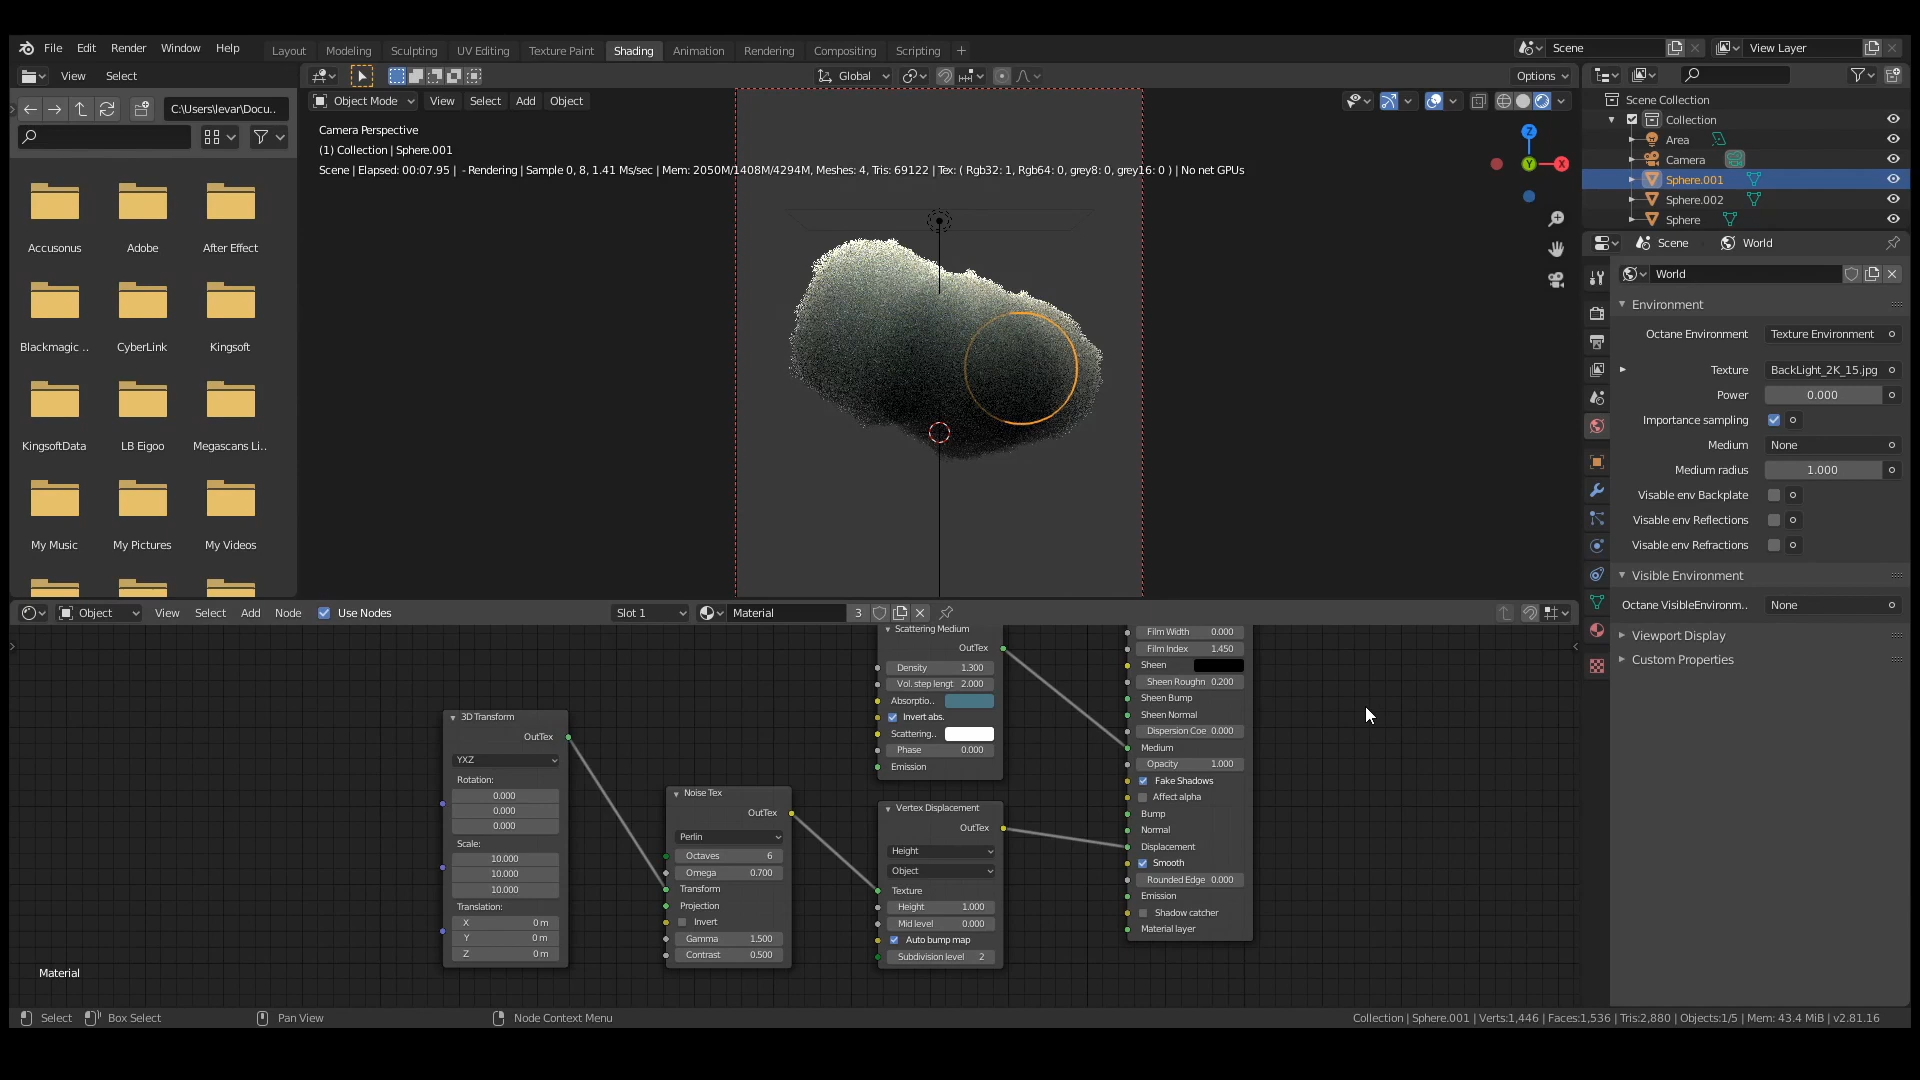 File Edit Render Window Help
Layout Modeling Sculpting UV Editing Texture Paint Shading Animation Rendering Compositing Scripting +
Scene
View Layer
View Select
Global
Options
C:\Users\levar\Docu..
Object Mode View Select Add Object
Camera Perspective
(1) Collection | Sphere.001
Scene | Elapsed: 00:07.95 | - Rendering | Sample 0, 8, 1.41 Ms/sec | Mem: 2050M/1408M/4294M, Meshes: 4, Tris: 69122 | Tex: ( Rgb32: 1, Rgb64: 0, grey8: 0, grey16: 0 ) | No net GPUs
Z
Y
X
Accusonus Adobe After Effect
Blackmagic .. CyberLink Kingsoft
KingsoftData LB Eigoo Megascans Li..
My Music My Pictures My Videos
Scene Collection
Collection
Area
Camera
Sphere.001
Sphere.002
Sphere
Scene World
World
Environment
Octane Environment Texture Environment
Texture BackLight_2K_15.jpg
Power 0.000
Importance sampling
Medium None
Medium radius 1.000
Visable env Backplate
Visable env Reflections
Visable env Refractions
Visible Environment
Octane VisibleEnvironm.. None
Viewport Display
Custom Properties
Object View Select Add Node Use Nodes Slot 1 Material 3
3D Transform
OutTex
YXZ
Rotation:
0.000
0.000
0.000
Scale:
10.000
10.000
10.000
Translation:
X 0 m
Y 0 m
Z 0 m
Noise Tex
OutTex
Perlin
Octaves 6
Omega 0.700
Transform
Projection
Invert
Gamma 1.500
Contrast 0.500
Scattering Medium
OutTex
Density 1.300
Vol. step lengt 2.000
Absorptio..
Invert abs.
Scattering..
Phase 0.000
Emission
Vertex Displacement
OutTex
Height
Object
Texture
Height 1.000
Mid level 0.000
Auto bump map
Subdivision level 2
Film Width 0.000
Film Index 1.450
Sheen
Sheen Roughn 0.200
Sheen Bump
Sheen Normal
Dispersion Coe 0.000
Medium
Opacity 1.000
Fake Shadows
Affect alpha
Bump
Normal
Displacement
Smooth
Rounded Edge 0.000
Emission
Shadow catcher
Material layer
Material
Select Box Select Pan View Node Context Menu
Collection | Sphere.001 | Verts:1,446 | Faces:1,536 | Tris:2,880 | Objects:1/5 | Mem: 43.4 MiB | v2.81.16